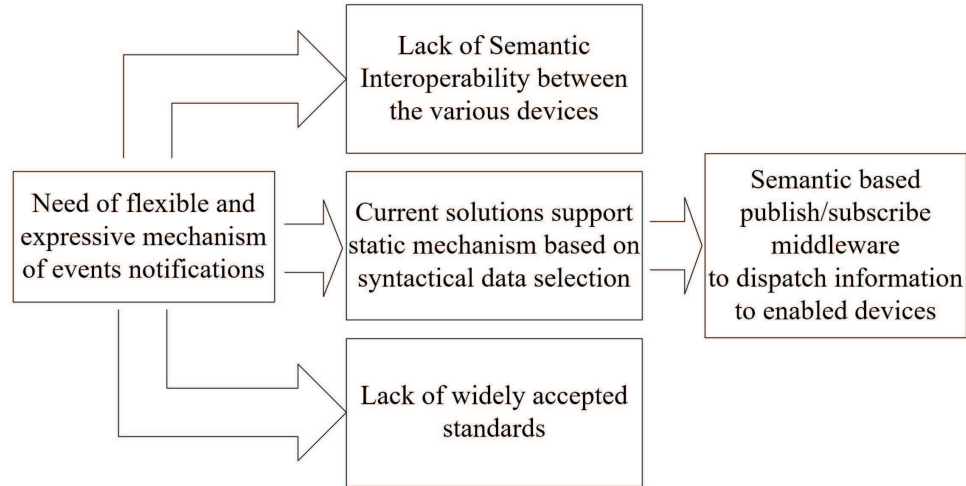 Lack of Semantic
Interoperability between
the various devices
Need of flexible and
expressive mechanism
of events notifications
Current solutions support
static mechanism based on
syntactical data selection
Semantic based
publish/subscribe
middleware
to dispatch information
to enabled devices
Lack of widely accepted
standards